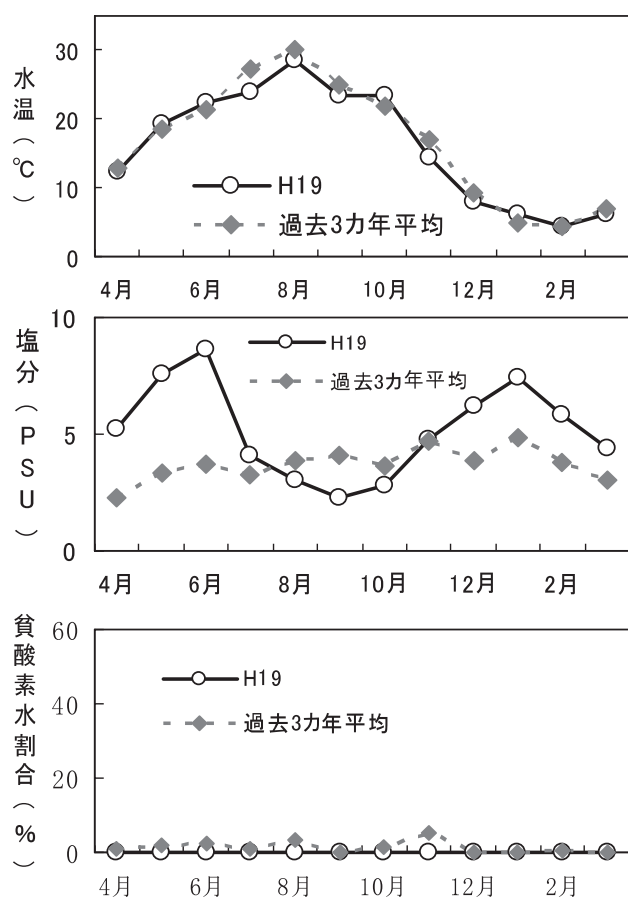 水温（℃）
30
20
10
0
H19
過去3カ年平均
4月 6月 8月 10月 12月 2月
塩分（PSU）
10
5
0
H19
過去3カ年平均
4月 6月 8月 10月 12月 2月
貧酸素水割合（%）
60
40
20
0
H19
過去3カ年平均
4月 6月 8月 10月 12月 2月